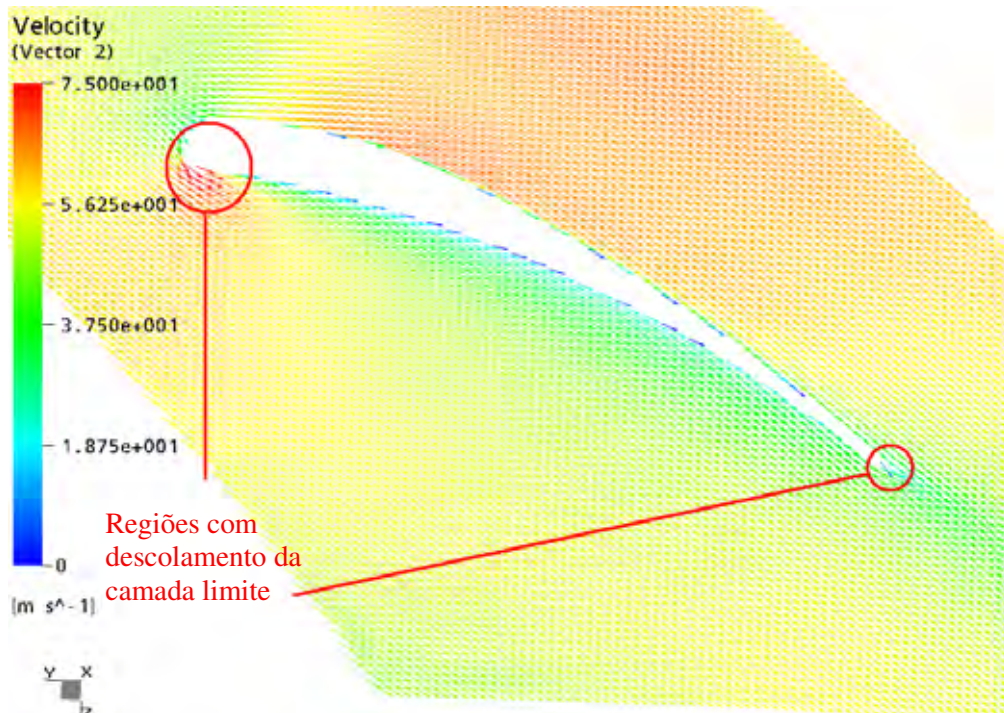 Velocity
(Vector 2)
7.500e+001
5.625e+001
3.750e+001
1.875e+001
0
[m s^-1]
Regiões com
descolamento da
camada limite
Y X
Z